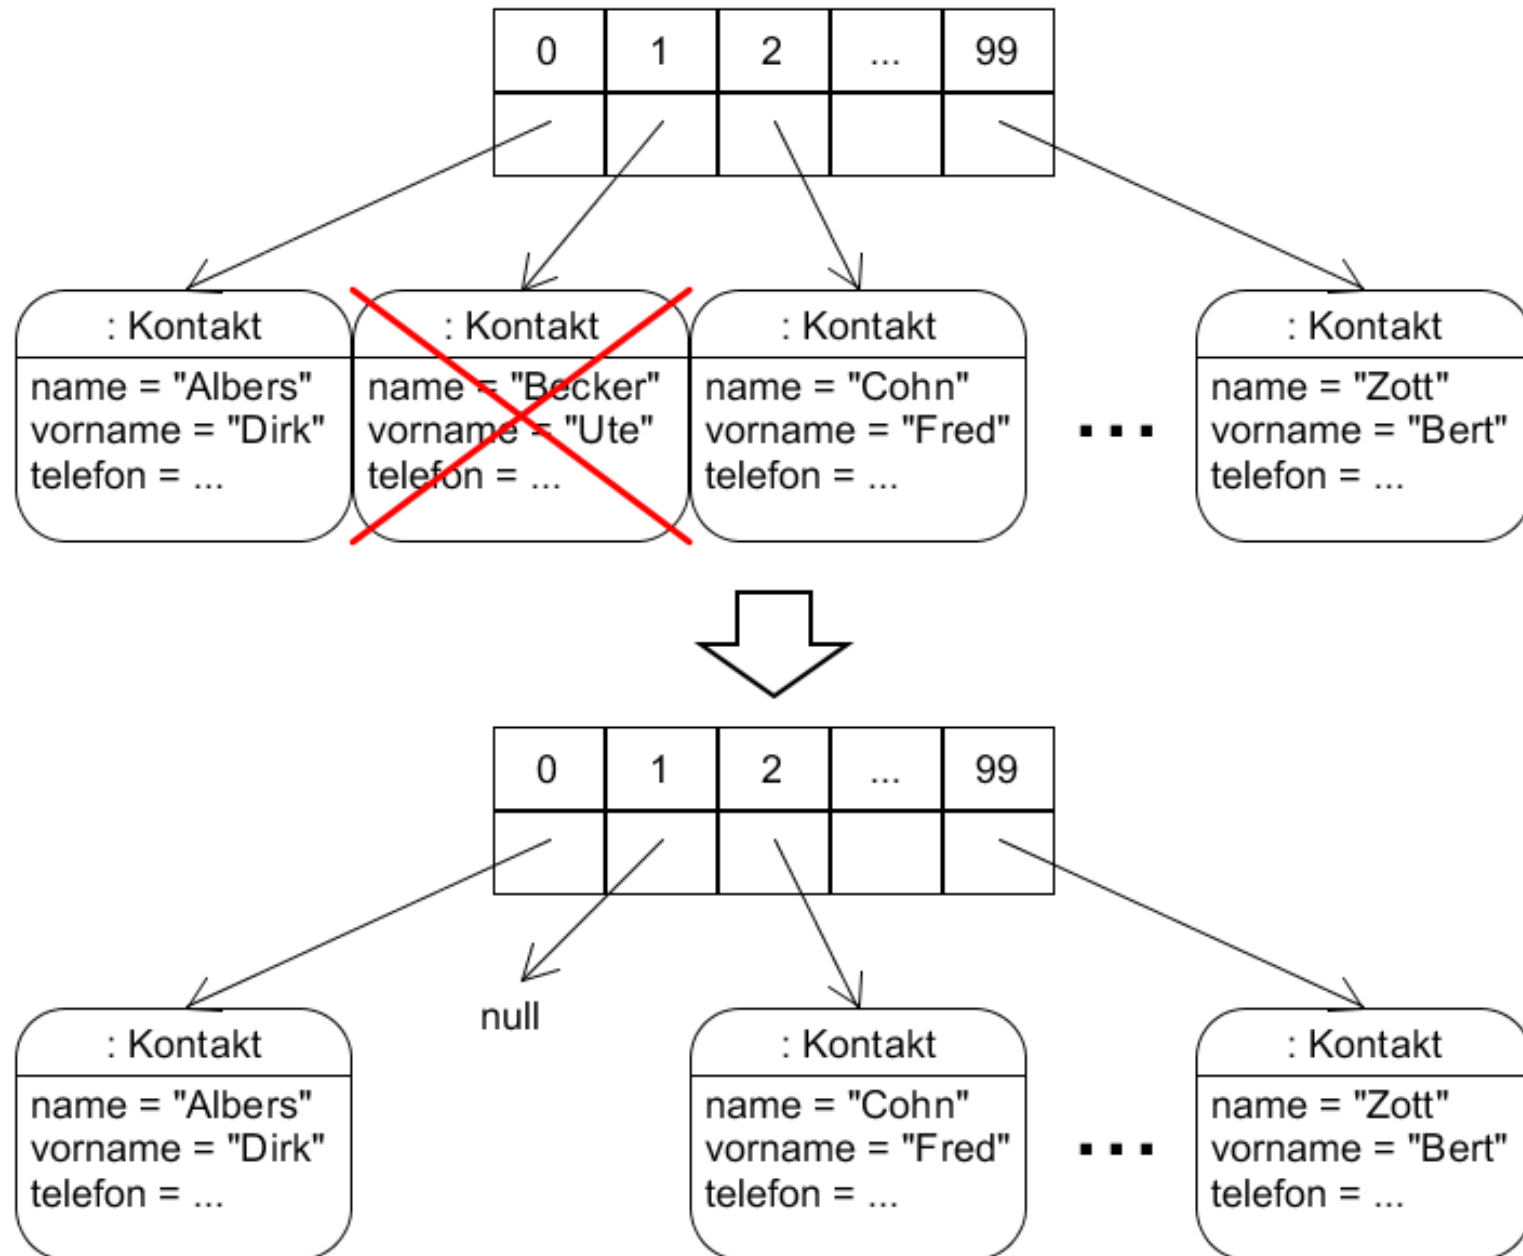 0 1 2 ... 99
: Kontakt : Kontakt : Kontakt : Kontakt
name = "Albers" name = "Becker" name = "Cohn" name = "Zott"
vorname = "Dirk" vorname = "Ute" vorname = "Fred" ... vorname = "Bert"
telefon = ... telefon = ... telefon = ... telefon = ...
0 1 2 ... 99
null
: Kontakt : Kontakt : Kontakt
name = "Albers" name = "Cohn" name = "Zott"
vorname = "Dirk" vorname = "Fred" ... vorname = "Bert"
telefon = ... telefon = ... telefon = ...